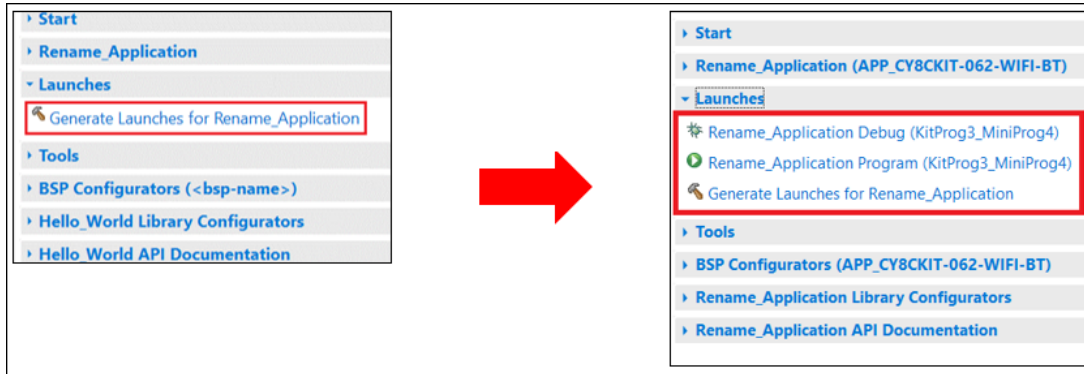 Start
Rename_Application
Launches
Generate Launches for Rename_Application
Tools
BSP Configurators (<bsp-name>)
Hello_World Library Configurators
Hello_World API Documentation
Start
Rename_Application (APP_CY8CKIT-062-WIFI-BT)
Launches
Rename_Application Debug (KitProg3_MiniProg4)
Rename_Application Program (KitProg3_MiniProg4)
Generate Launches for Rename_Application
Tools
BSP Configurators (APP_CY8CKIT-062-WIFI-BT)
Rename_Application Library Configurators
Rename_Application API Documentation